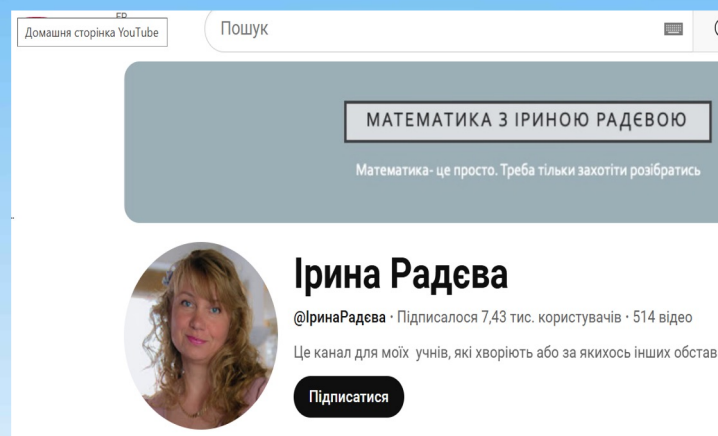 FR
Домашня сторінка YouTube
Пошук
МАТЕМАТИКА З ІРИНОЮ РАДЄВОЮ
Математика- це просто. Треба тільки захотіти розібратись
Ірина Радєва
@ІринаРадєва · Підписалося 7,43 тис. користувачів · 514 відео
Це канал для моїх учнів, які хворіють або за якихось інших обстав
Підписатися